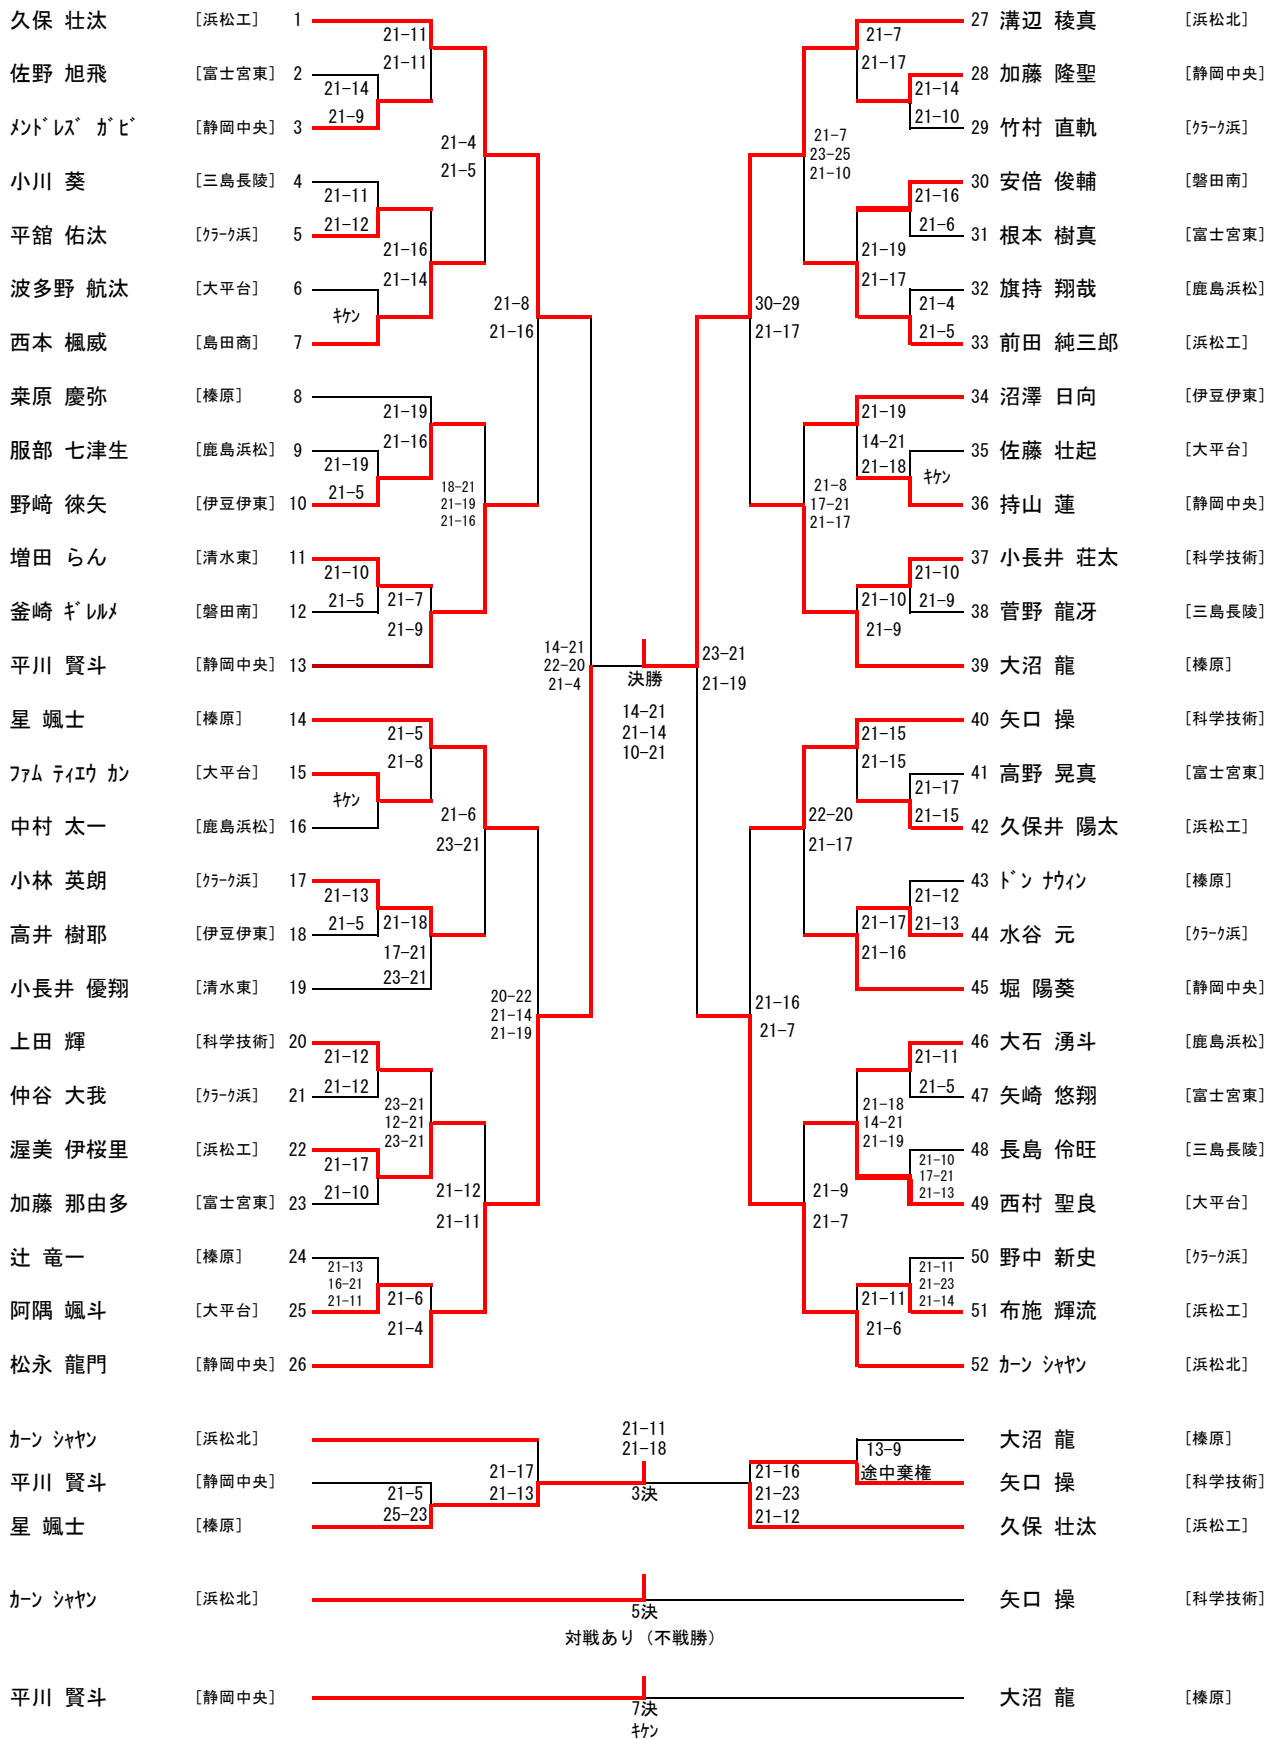 久保 壮汰 [浜松工] 1
21-11
21-11
佐野 旭飛 [富士宮東] 2
21-14
21-9
メンドレズ ガビ [静岡中央] 3
21-4
21-5
小川 葵 [三島長陵] 4
21-11
21-12
平舘 佑汰 [クラーク浜] 5
21-16
21-14
波多野 航汰 [大平台] 6
キケン
西本 楓威 [島田商] 7
21-8
21-16
桒原 慶弥 [榛原] 8
21-19
21-16
服部 七津生 [鹿島浜松] 9
21-19
21-5
野﨑 徠矢 [伊豆伊東] 10
18-21
21-19
21-16
増田 らん [清水東] 11
21-10
21-5
釜崎 ギレルメ [磐田南] 12
21-7
21-9
平川 賢斗 [静岡中央] 13
14-21
22-20
21-4
星 颯士 [榛原] 14
21-5
21-8
ファム ティエウ カン [大平台] 15
キケン
中村 太一 [鹿島浜松] 16
21-6
23-21
小林 英朗 [クラーク浜] 17
21-13
21-5
高井 樹耶 [伊豆伊東] 18
21-18
17-21
23-21
小長井 優翔 [清水東] 19
20-22
21-14
21-19
上田 輝 [科学技術] 20
21-12
21-12
仲谷 大我 [クラーク浜] 21
23-21
12-21
23-21
渥美 伊桜里 [浜松工] 22
21-17
21-10
加藤 那由多 [富士宮東] 23
21-12
21-11
辻 竜一 [榛原] 24
21-13
16-21
21-11
阿隅 颯斗 [大平台] 25
21-6
21-4
松永 龍門 [静岡中央] 26
決勝
14-21
21-14
10-21
27 溝辺 稜真 [浜松北]
21-7
21-17
28 加藤 隆聖 [静岡中央]
21-14
21-10
29 竹村 直軌 [クラーク浜]
21-7
23-25
21-10
30 安倍 俊輔 [磐田南]
21-16
21-6
31 根本 樹真 [富士宮東]
21-19
21-17
32 旗持 翔哉 [鹿島浜松]
21-4
21-5
33 前田 純三郎 [浜松工]
30-29
21-17
34 沼澤 日向 [伊豆伊東]
21-19
14-21
21-18
35 佐藤 壮起 [大平台]
キケン
36 持山 蓮 [静岡中央]
21-8
17-21
21-17
37 小長井 荘太 [科学技術]
21-10
21-9
38 菅野 龍冴 [三島長陵]
21-10
21-9
39 大沼 龍 [榛原]
23-21
21-19
40 矢口 操 [科学技術]
21-15
21-15
41 高野 晃真 [富士宮東]
21-17
21-15
42 久保井 陽太 [浜松工]
22-20
21-17
43 ドン ナウィン [榛原]
21-12
21-13
44 水谷 元 [クラーク浜]
21-17
21-16
45 堀 陽葵 [静岡中央]
21-16
21-7
46 大石 湧斗 [鹿島浜松]
21-11
21-5
47 矢崎 悠翔 [富士宮東]
21-18
14-21
21-19
48 長島 伶旺 [三島長陵]
21-10
17-21
21-13
49 西村 聖良 [大平台]
21-9
21-7
50 野中 新史 [クラーク浜]
21-11
21-23
21-14
51 布施 輝流 [浜松工]
21-11
21-6
52 カーン シャヤン [浜松北]
カーン シャヤン [浜松北]
平川 賢斗 [静岡中央]
21-5
25-23
星 颯士 [榛原]
21-17
21-13
21-11
21-18
3決
大沼 龍 [榛原]
13-9
途中棄権
矢口 操 [科学技術]
21-16
21-23
21-12
久保 壮汰 [浜松工]
カーン シャヤン [浜松北]
5決
対戦あり（不戦勝）
矢口 操 [科学技術]
平川 賢斗 [静岡中央]
7決
キケン
大沼 龍 [榛原]